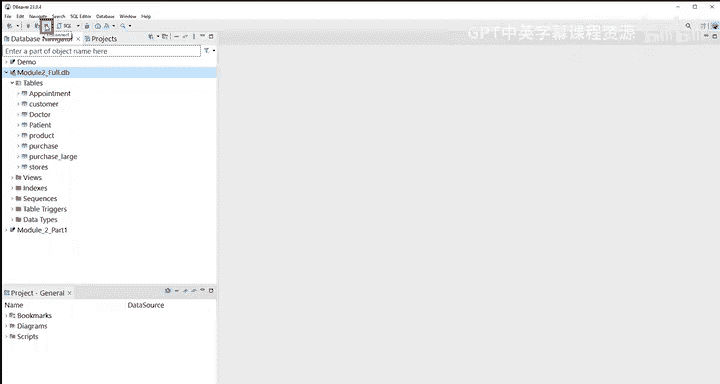 DBeaver 23.3.4
File Edit Navigate Search SQL Editor Database Window Help
SQL
GPT中英字幕课程资源
Database Navigator Projects
Enter a part of object name here
Demo
Module2_Full.db
Tables
Appointment
customer
Doctor
Patient
product
purchase
purchase_large
stores
Views
Indexes
Sequences
Table Triggers
Data Types
Module_2_Part1
Project - General
Name DataSource
Bookmarks
Diagrams
Scripts